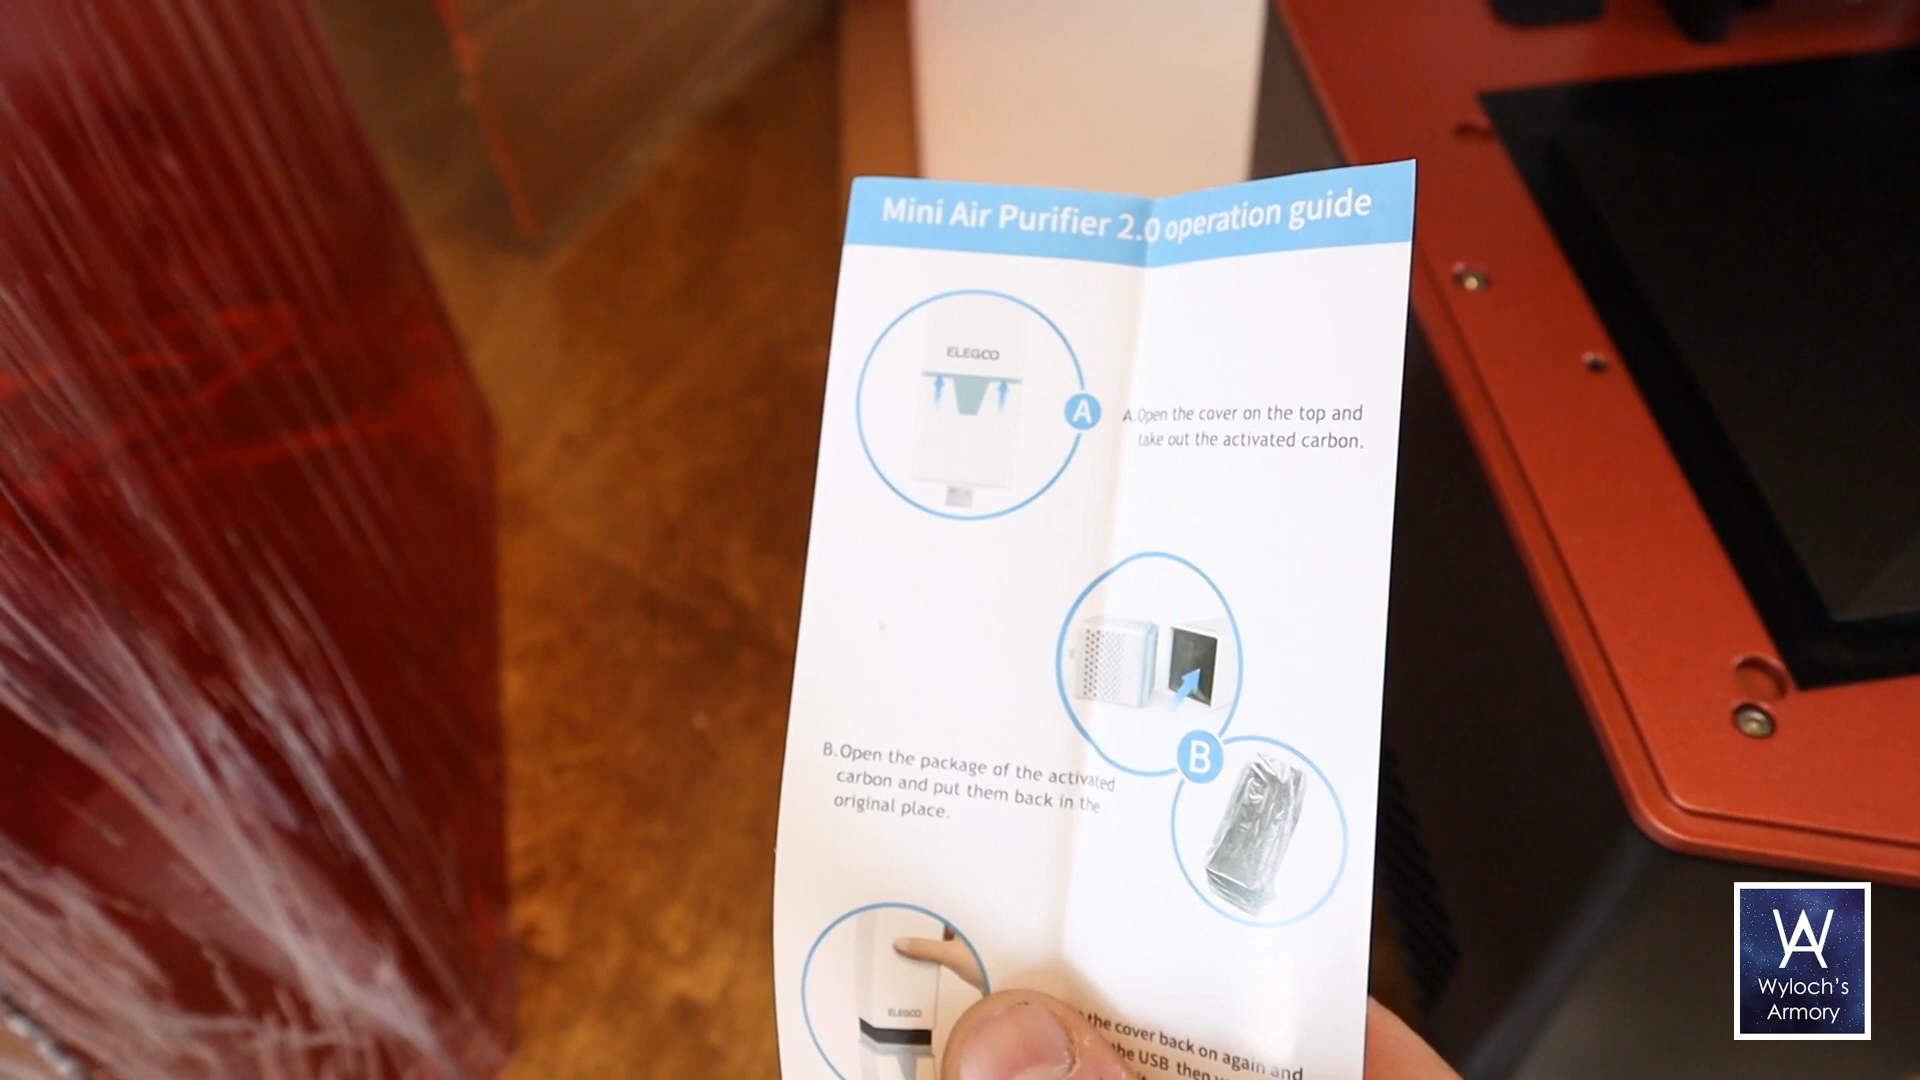 Mini Air Purifier 2.0 operation guide
ELEGOO
A
A.Open the cover on the top and
take out the activated carbon.
B
B.Open the package of the activated
carbon and put them back in the
original place.
ELEGOO
the cover back on again and
the USB then
WA
Wyloch's
Armory